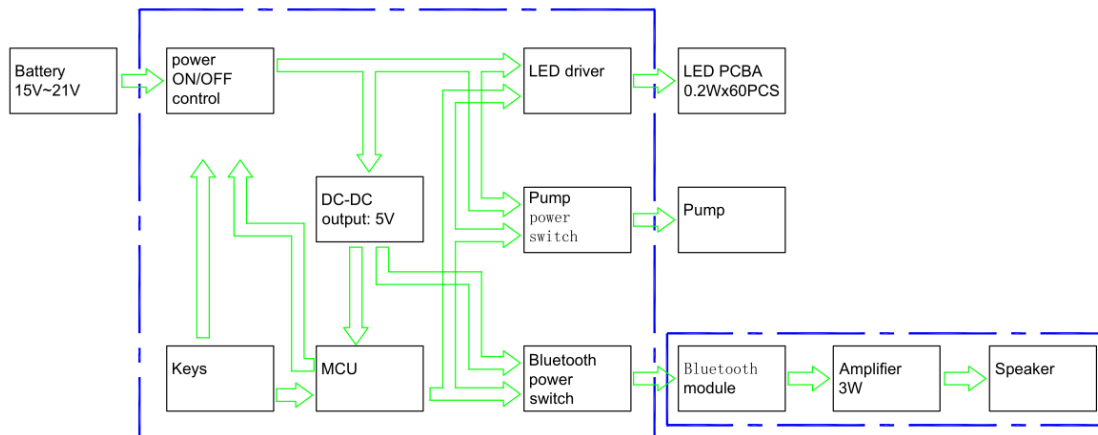 Battery
15V~21V
power
ON/OFF
control
LED driver
LED PCBA
0.2Wx60PCS
DC-DC
output: 5V
Pump
power
switch
Pump
Keys
MCU
Bluetooth
power
switch
Bluetooth
module
Amplifier
3W
Speaker